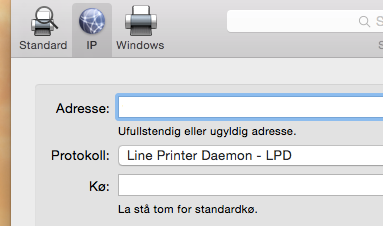 Standard IP Windows
S
Adresse:
Ufullstendig eller ugyldig adresse.
Protokoll: Line Printer Daemon - LPD
Kø:
La stå tom for standardkø.